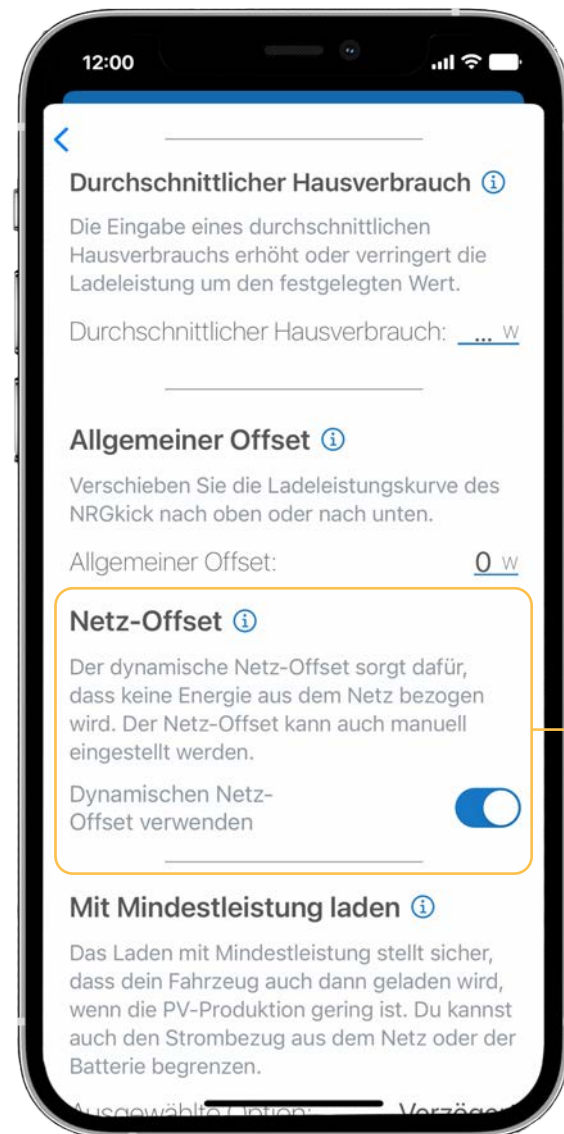 12:00
Durchschnittlicher Hausverbrauch
Die Eingabe eines durchschnittlichen
Hausverbrauchs erhöht oder verringert die
Ladeleistung um den festgelegten Wert.
Durchschnittlicher Hausverbrauch: ... W
Allgemeiner Offset
Verschieben Sie die Ladeleistungskurve des
NRGkick nach oben oder nach unten.
Allgemeiner Offset: 0 W
Netz-Offset
Der dynamische Netz-Offset sorgt dafür,
dass keine Energie aus dem Netz bezogen
wird. Der Netz-Offset kann auch manuell
eingestellt werden.
Dynamischen Netz-
Offset verwenden
Mit Mindestleistung laden
Das Laden mit Mindestleistung stellt sicher,
dass dein Fahrzeug auch dann geladen wird,
wenn die PV-Produktion gering ist. Du kannst
auch den Strombezug aus dem Netz oder der
Batterie begrenzen.
Ausgewählte Option: